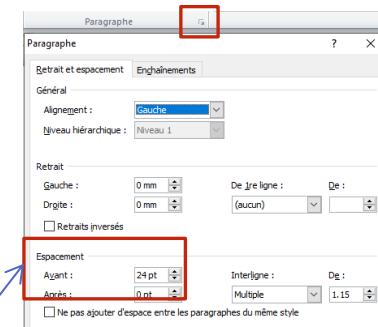 Paragraphe
Paragraphe ? ×
Retrait et espacement Enchaînements
Général
Alignement : Gauche
Niveau hiérarchique : Niveau 1
Retrait
Gauche : 0 mm De 1re ligne : De :
Droite : 0 mm (aucun)
Retraits inversés
Espacement
Avant : 24 pt Interligne : De :
Après : 0 pt Multiple 1.15
Ne pas ajouter d'espace entre les paragraphes du même style